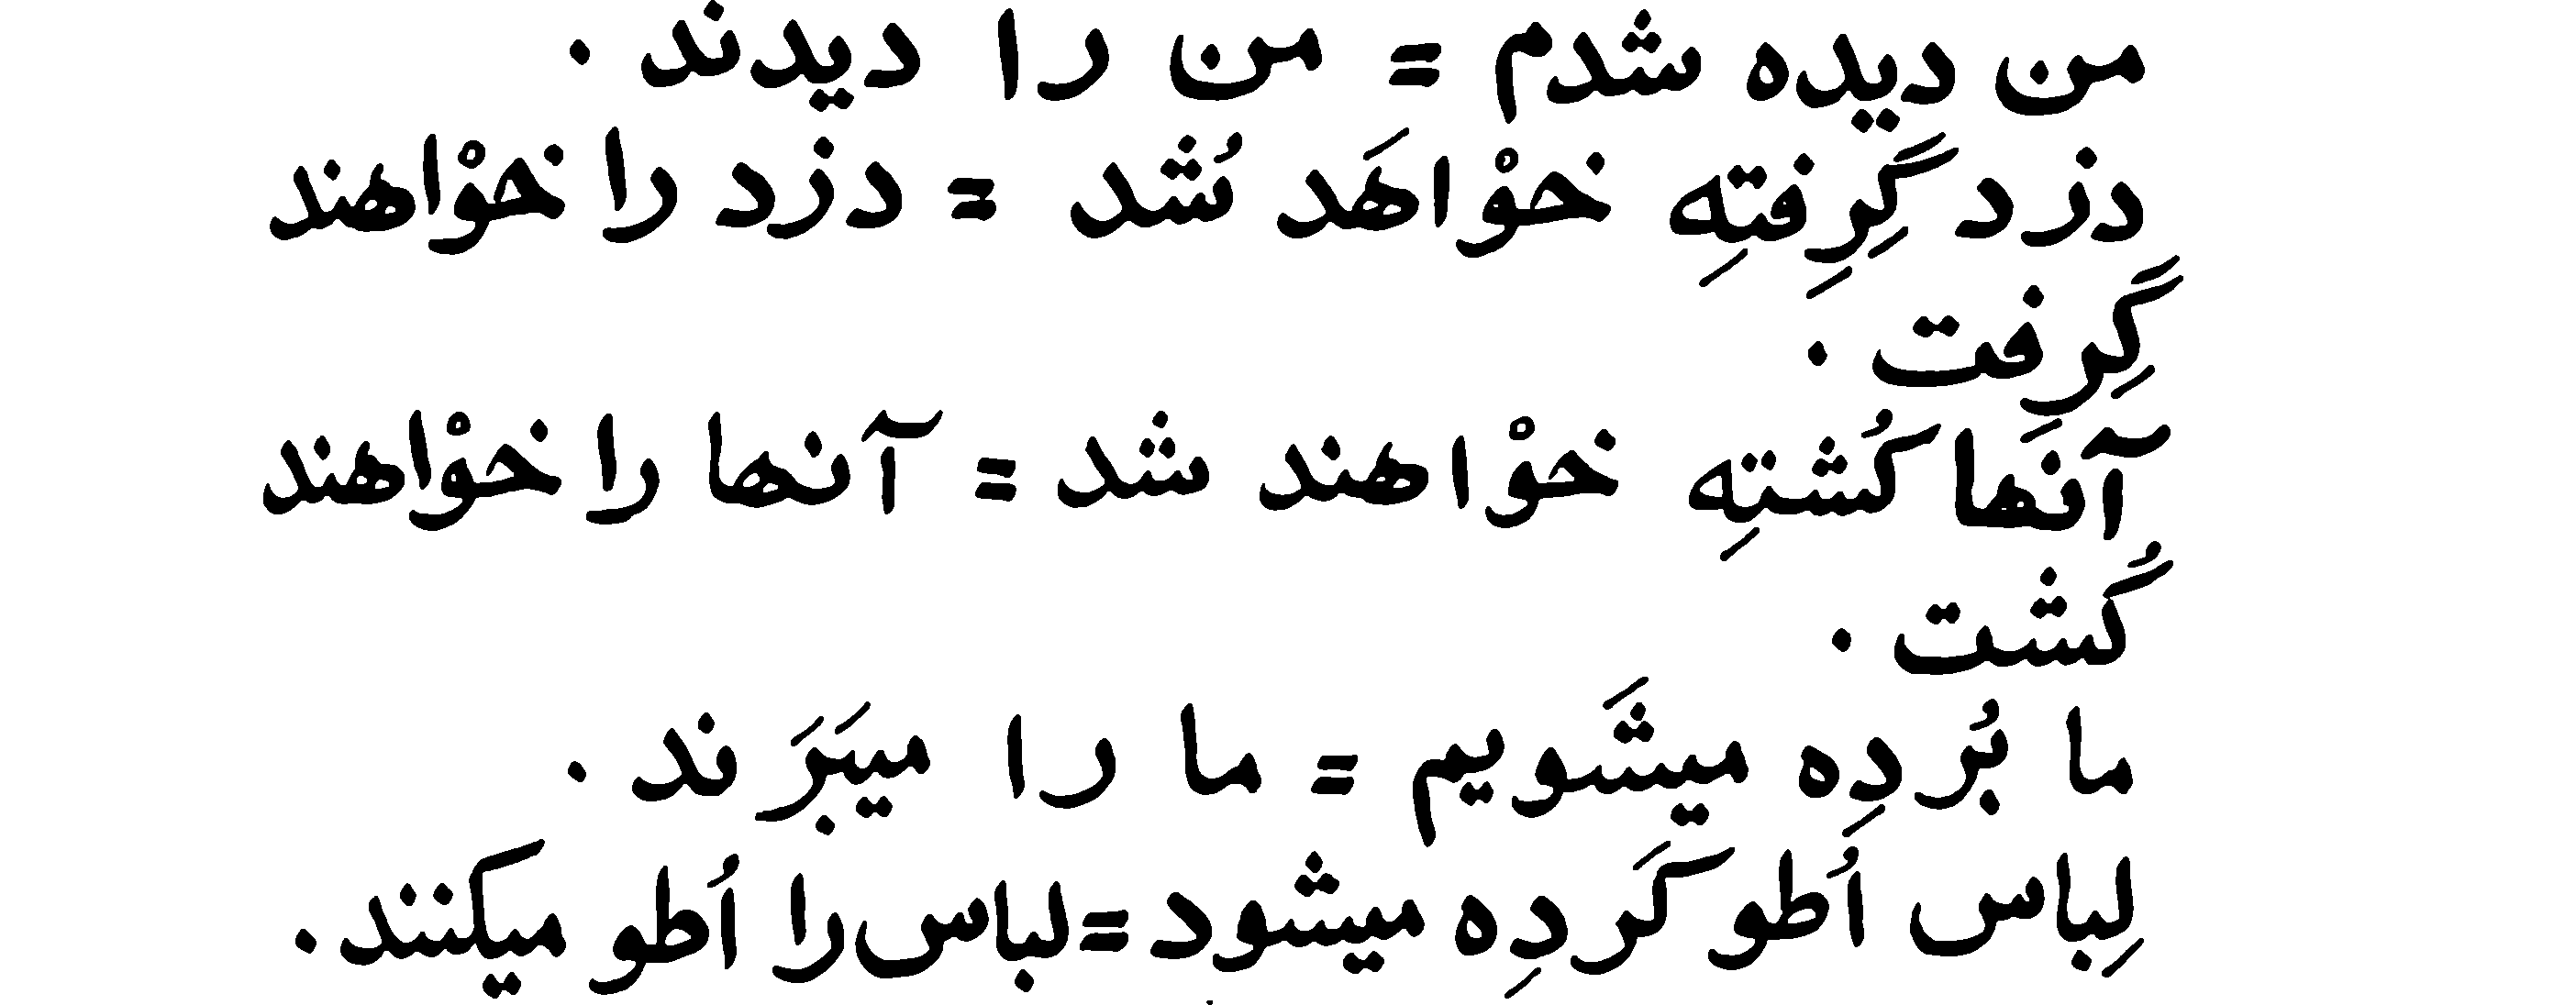 من دیده شدم = من را دیدند .
دزد گِرِفتِه خوْاهَد شُد = دزد را خوْاهند
گِرِفت .
آنها کُشتِه خوْاهند شد = آنها را خوْاهند
کُشت .
ما بُردِه میشَویم = ما را میبَرَند .
لِباس اُطو کَردِه میشود = لباس را اُطو میکنند .